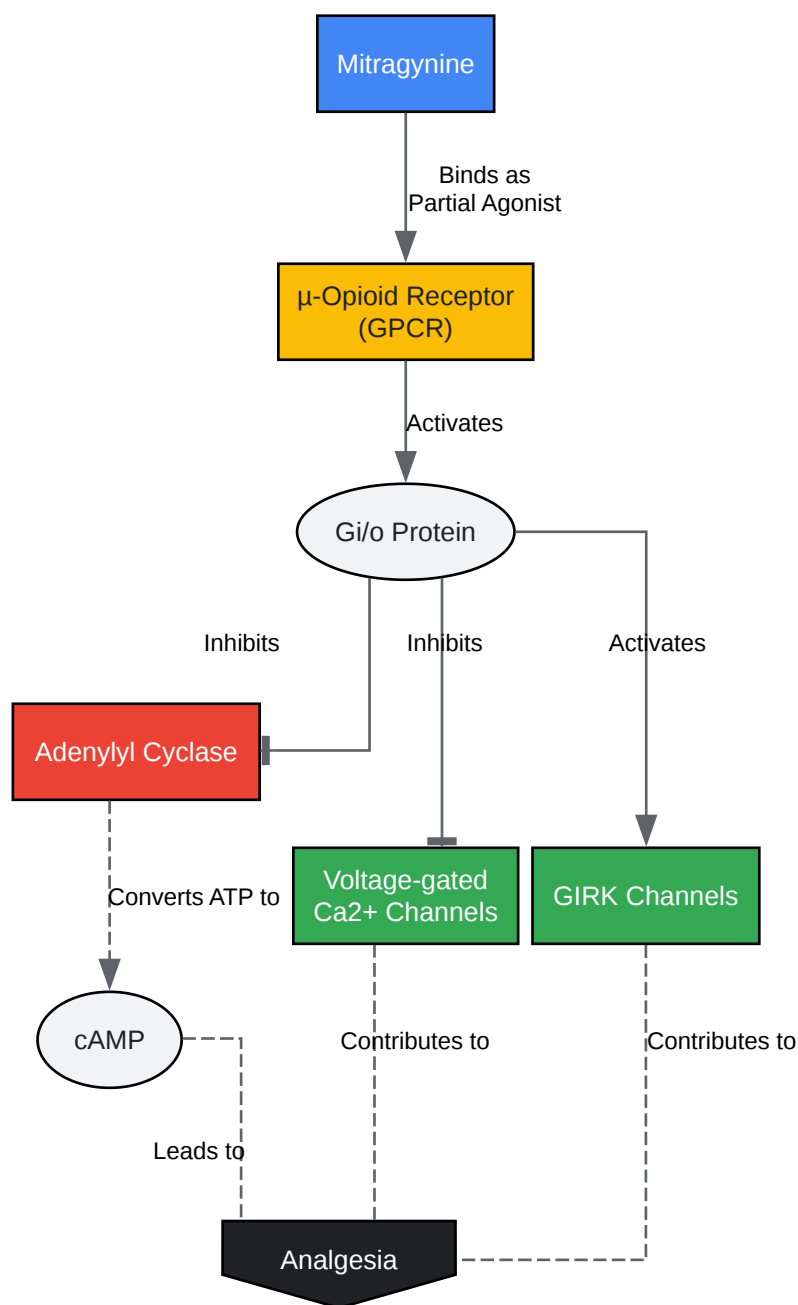 Mitragynine
Binds as
Partial Agonist
µ-Opioid Receptor
(GPCR)
Activates
Gi/o Protein
Inhibits
Inhibits
Activates
Adenylyl Cyclase
Voltage-gated
Ca2+ Channels
GIRK Channels
Converts ATP to
cAMP
Contributes to
Contributes to
Leads to
Analgesia